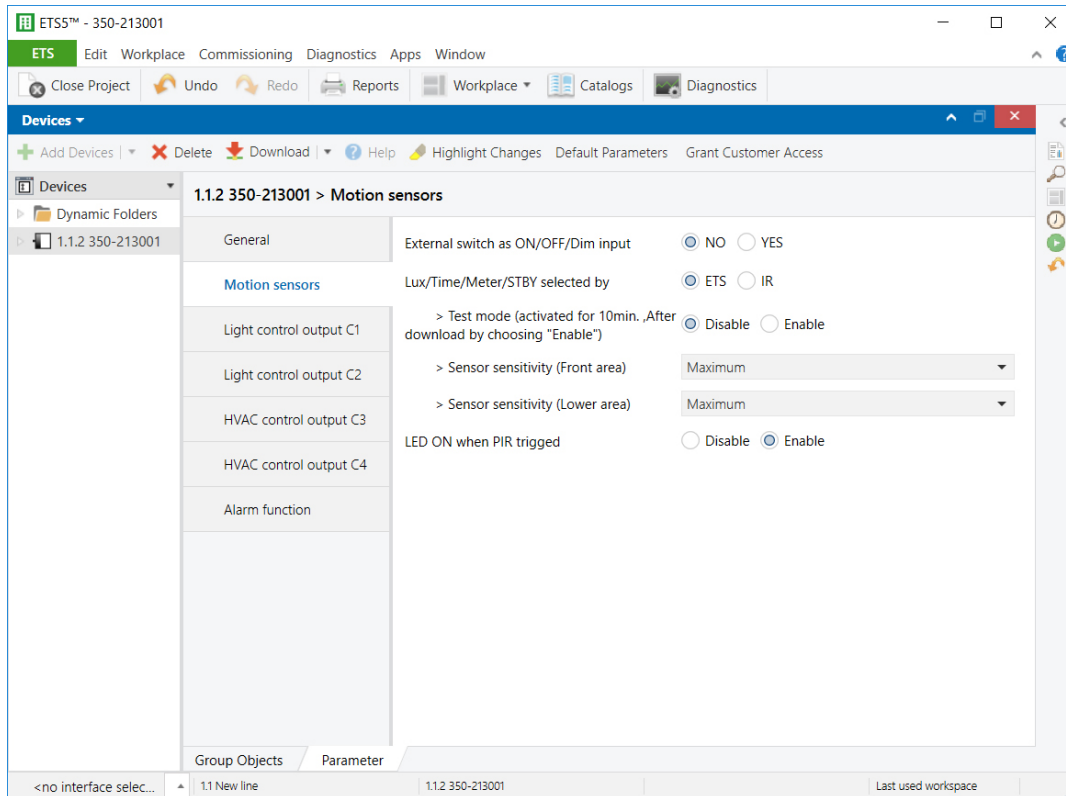 ETS5™ - 350-213001
ETS Edit Workplace Commissioning Diagnostics Apps Window
Close Project Undo Redo Reports Workplace Catalogs Diagnostics
Devices
Add Devices Delete Download Help Highlight Changes Default Parameters Grant Customer Access
Devices
Dynamic Folders
1.1.2 350-213001
1.1.2 350-213001 > Motion sensors
General
Motion sensors
Light control output C1
Light control output C2
HVAC control output C3
HVAC control output C4
Alarm function
External switch as ON/OFF/Dim input NO YES
Lux/Time/Meter/STBY selected by ETS IR
> Test mode (activated for 10min. ,After
download by choosing "Enable") Disable Enable
> Sensor sensitivity (Front area) Maximum
> Sensor sensitivity (Lower area) Maximum
LED ON when PIR trigged Disable Enable
Group Objects Parameter
<no interface selec... 1.1 New line 1.1.2 350-213001 Last used workspace